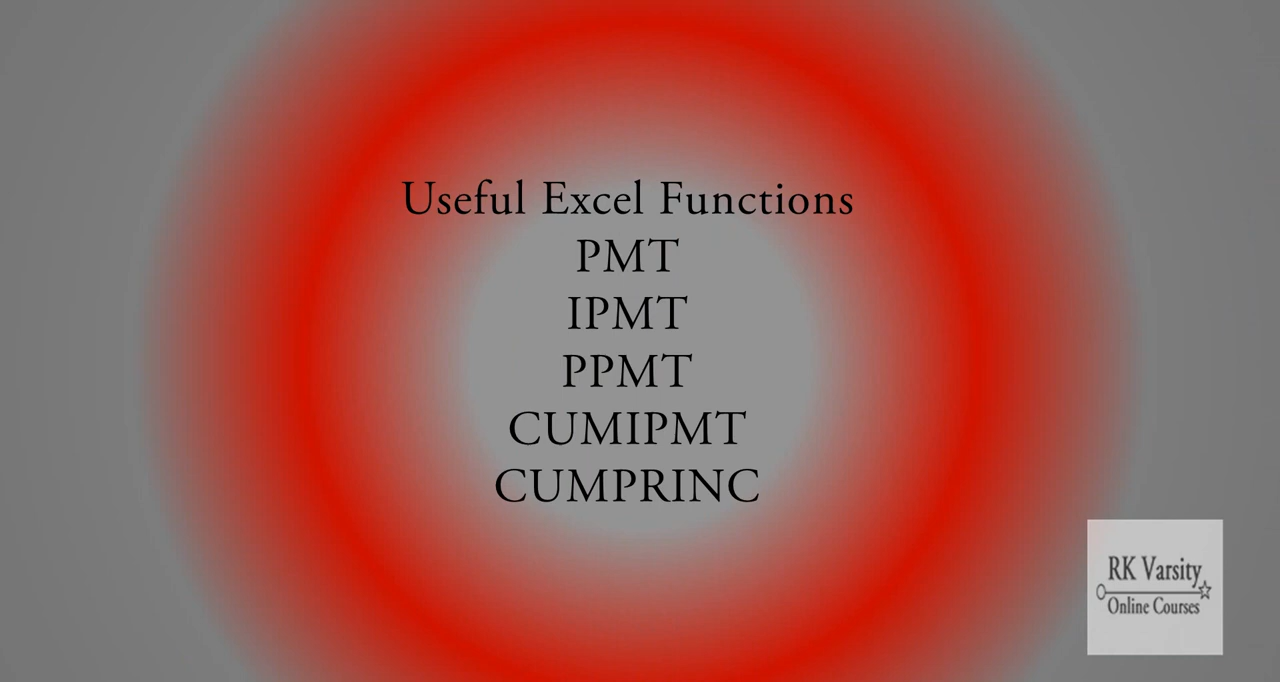 Useful Excel Functions
PMT
IPMT
PPMT
CUMIPMT
CUMPRINC
RK Varsity
Online Courses